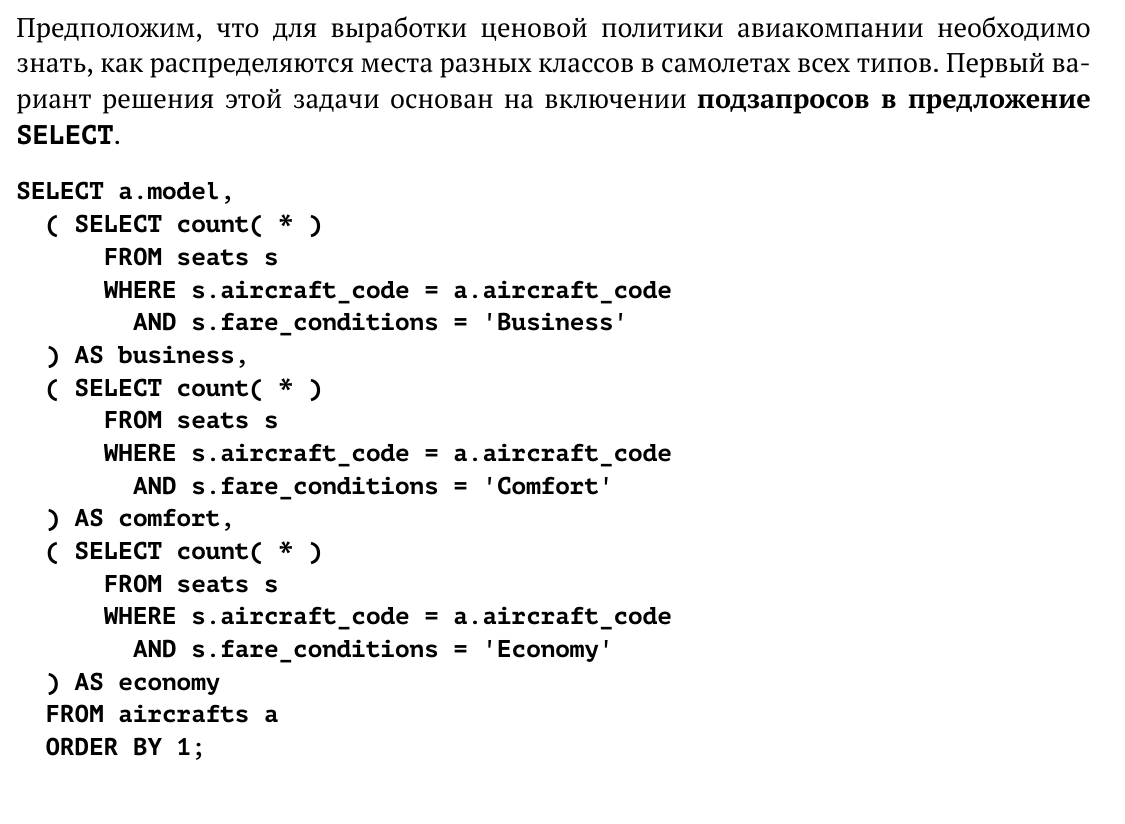 Предположим, что для выработки ценовой политики авиакомпании необходимо
знать, как распределяются места разных классов в самолетах всех типов. Первый ва-
риант решения этой задачи основан на включении подзапросов в предложение
SELECT.
SELECT a.model,
  ( SELECT count( * )
      FROM seats s
      WHERE s.aircraft_code = a.aircraft_code
        AND s.fare_conditions = 'Business'
  ) AS business,
  ( SELECT count( * )
      FROM seats s
      WHERE s.aircraft_code = a.aircraft_code
        AND s.fare_conditions = 'Comfort'
  ) AS comfort,
  ( SELECT count( * )
      FROM seats s
      WHERE s.aircraft_code = a.aircraft_code
        AND s.fare_conditions = 'Economy'
  ) AS economy
  FROM aircrafts a
  ORDER BY 1;